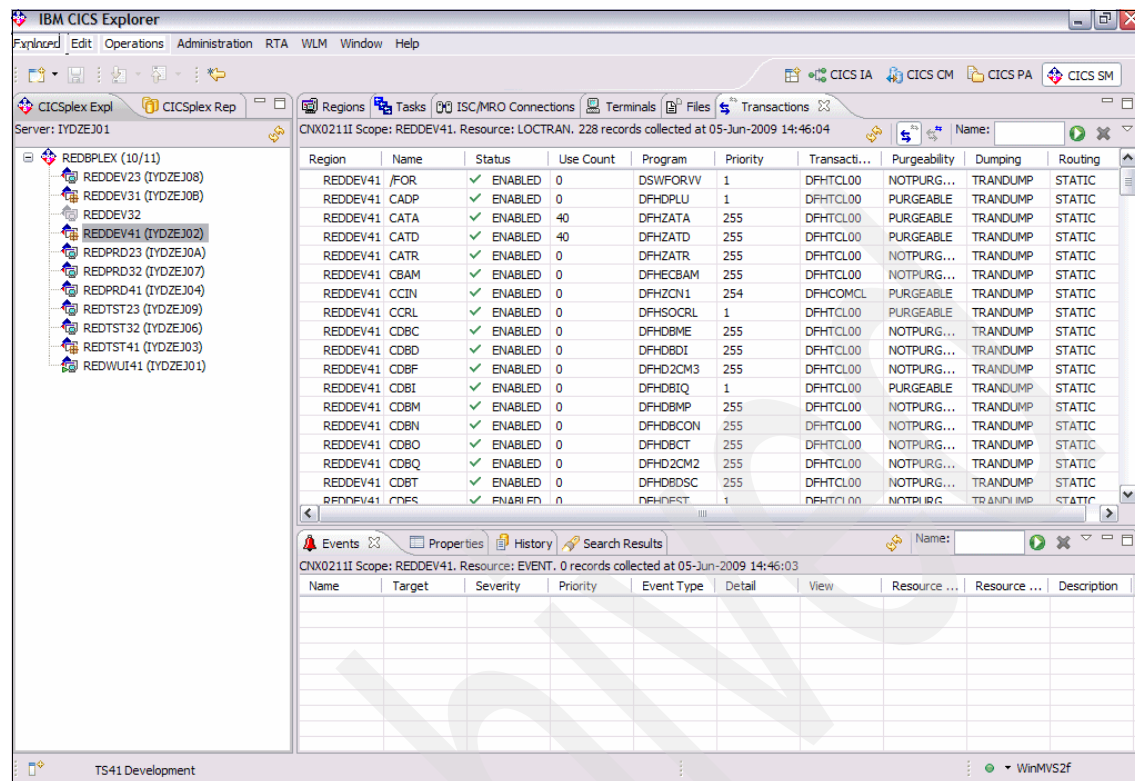 IBM CICS Explorer
Explored Edit Operations Administration RTA WLM Window Help
CICS IA CICS CM CICS PA CICS SM
CICSplex Expl CICSplex Rep
Server: IYDZEJ01
REDBPLEX (10/11)
REDDEV23 (IYDZEJ08)
REDDEV31 (IYDZEJ0B)
REDDEV32
REDDEV41 (IYDZEJ02)
REDPRD23 (IYDZEJ0A)
REDPRD32 (IYDZEJ07)
REDPRD41 (IYDZEJ04)
REDTST23 (IYDZEJ09)
REDTST32 (IYDZEJ06)
REDTST41 (IYDZEJ03)
REDWUI41 (IYDZEJ01)
Regions Tasks ISC/MRO Connections Terminals Files Transactions
CNX0211I Scope: REDDEV41. Resource: LOCTRAN. 228 records collected at 05-Jun-2009 14:46:04 Name:
Region Name Status Use Count Program Priority Transacti... Purgeability Dumping Routing
REDDEV41 /FOR ENABLED 0 DSWFORVV 1 DFHTCL00 NOTPURG... TRANDUMP STATIC
REDDEV41 CADP ENABLED 0 DFHDPLU 1 DFHTCL00 PURGEABLE TRANDUMP STATIC
REDDEV41 CATA ENABLED 40 DFHZATA 255 DFHTCL00 PURGEABLE TRANDUMP STATIC
REDDEV41 CATD ENABLED 40 DFHZATD 255 DFHTCL00 PURGEABLE TRANDUMP STATIC
REDDEV41 CATR ENABLED 0 DFHZATR 255 DFHTCL00 NOTPURG... TRANDUMP STATIC
REDDEV41 CBAM ENABLED 0 DFHECBAM 255 DFHTCL00 NOTPURG... TRANDUMP STATIC
REDDEV41 CCIN ENABLED 0 DFHZCN1 254 DFHCOMCL PURGEABLE TRANDUMP STATIC
REDDEV41 CCRL ENABLED 0 DFHSOCRL 1 DFHTCL00 PURGEABLE TRANDUMP STATIC
REDDEV41 CDBC ENABLED 0 DFHDBME 255 DFHTCL00 NOTPURG... TRANDUMP STATIC
REDDEV41 CDBD ENABLED 0 DFHDBDI 255 DFHTCL00 NOTPURG... TRANDUMP STATIC
REDDEV41 CDBF ENABLED 0 DFHD2CM3 255 DFHTCL00 NOTPURG... TRANDUMP STATIC
REDDEV41 CDBI ENABLED 0 DFHDBIQ 1 DFHTCL00 PURGEABLE TRANDUMP STATIC
REDDEV41 CDBM ENABLED 0 DFHDBMP 255 DFHTCL00 NOTPURG... TRANDUMP STATIC
REDDEV41 CDBN ENABLED 0 DFHDBCON 255 DFHTCL00 NOTPURG... TRANDUMP STATIC
REDDEV41 CDBO ENABLED 0 DFHDBCT 255 DFHTCL00 NOTPURG... TRANDUMP STATIC
REDDEV41 CDBQ ENABLED 0 DFHD2CM2 255 DFHTCL00 NOTPURG... TRANDUMP STATIC
REDDEV41 CDBT ENABLED 0 DFHDBDSC 255 DFHTCL00 NOTPURG... TRANDUMP STATIC
REDDEV41 CDES ENABLED 0 DFHDEST 1 DFHTCL00 NOTPURG TRANDUMP STATIC
Events Properties History Search Results Name:
CNX0211I Scope: REDDEV41. Resource: EVENT. 0 records collected at 05-Jun-2009 14:46:03
Name Target Severity Priority Event Type Detail View Resource ... Resource ... Description
TS41 Development WinMVS2f